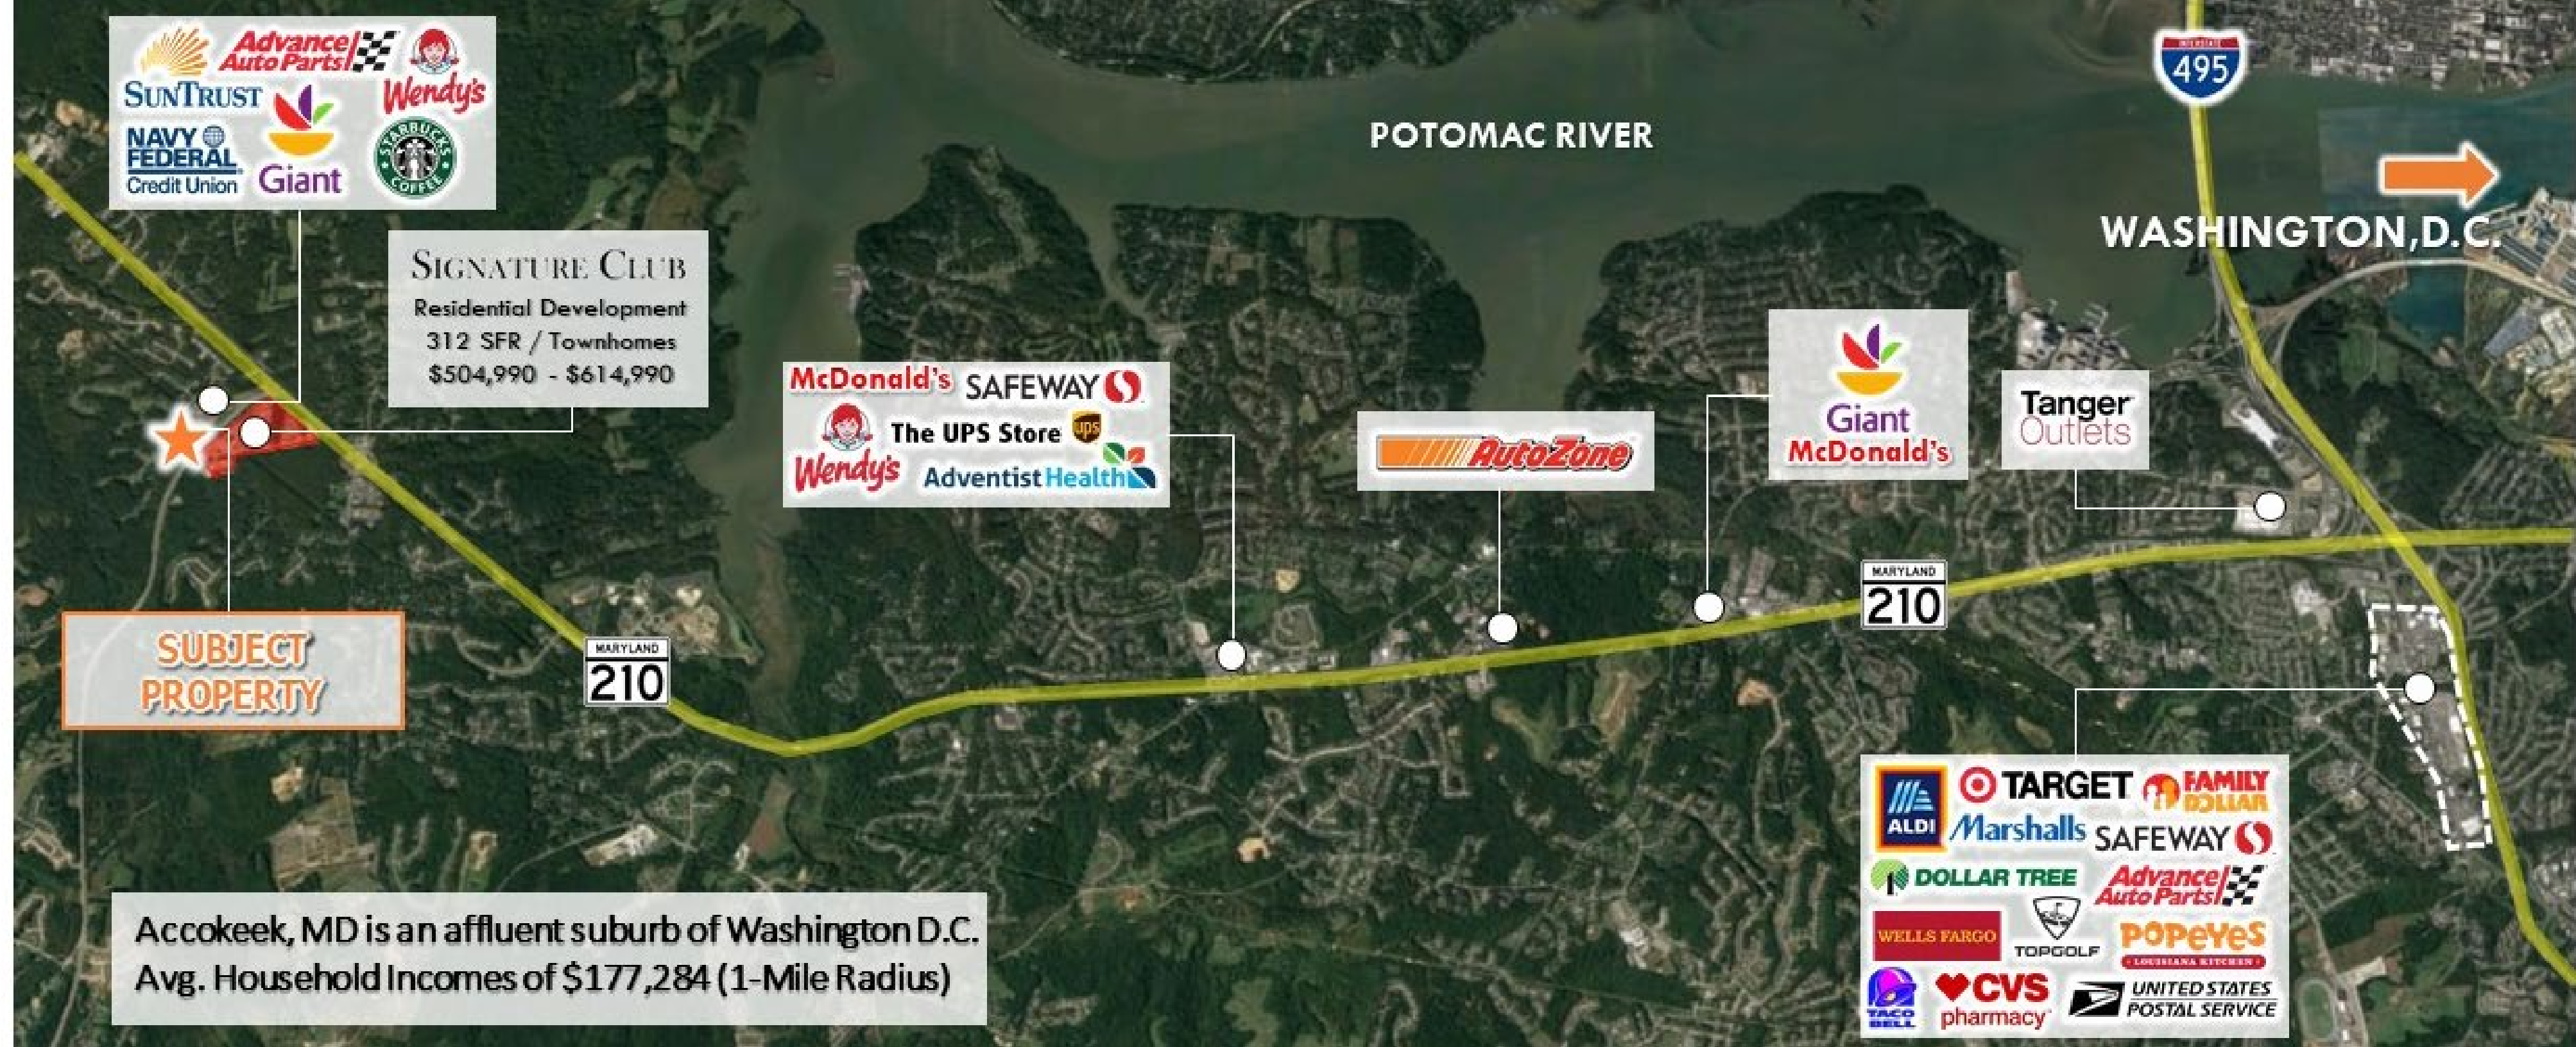 Advance
Auto Parts
SUNTRUST
Wendy's
NAVY
FEDERAL
Credit Union
Giant
STARBUCKS
COFFEE
SIGNATURE CLUB
Residential Development
312 SFR / Townhomes
$504,990 - $614,990
SUBJECT
PROPERTY
MARYLAND
210
McDonald's SAFEWAY
The UPS Store ups
Wendy's AdventistHealth
POTOMAC RIVER
AutoZone
Giant
McDonald's
Tanger
Outlets
INTERSTATE
495
WASHINGTON,D.C.
MARYLAND
210
ALDI
TARGET
FAMILY
DOLLAR
Marshalls
SAFEWAY
DOLLAR TREE
Advance
Auto Parts
WELLS FARGO
TOPGOLF
POPEYES
LOUISIANA KITCHEN
TACO
BELL
CVS
pharmacy
UNITED STATES
POSTAL SERVICE
Accokeek, MD is an affluent suburb of Washington D.C.
Avg. Household Incomes of $177,284 (1-Mile Radius)